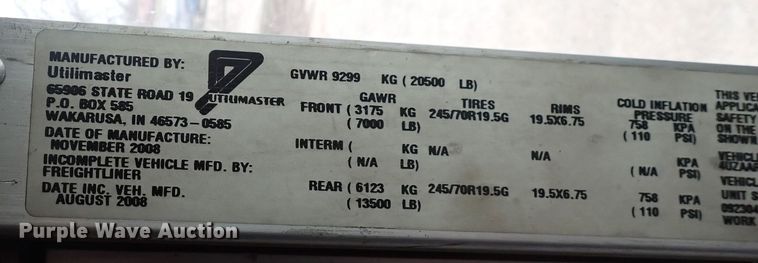 MANUFACTURED BY:
Utilimaster
65906 STATE ROAD 19
P.O. BOX 585
WAKARUSA, IN 46573-0585
DATE OF MANUFACTURE:
NOVEMBER 2008
INCOMPLETE VEHICLE MFD. BY:
FREIGHTLINER
DATE INC. VEH. MFD.
AUGUST 2008
UTILIMASTER
GVWR 9299 KG ( 20500 LB)
GAWR TIRES RIMS COLD INFLATION PRESSURE
FRONT ( 3175 KG 245/70R19.5G 19.5X6.75 758 KPA
( 7000 LB) (110 PSI)
INTERM ( KG N/A N/A KPA
( N/A LB) ( N/A PSI)
REAR ( 6123 KG 245/70R19.5G 19.5X6.75 758 KPA
( 13500 LB) (110 PSI)
THIS VE
APPLICA
SAFETY
ON THE
SHOWN
VEHICL
4UZAAP
VEHICL
UNIT S
092304
WORK
Purple Wave Auction